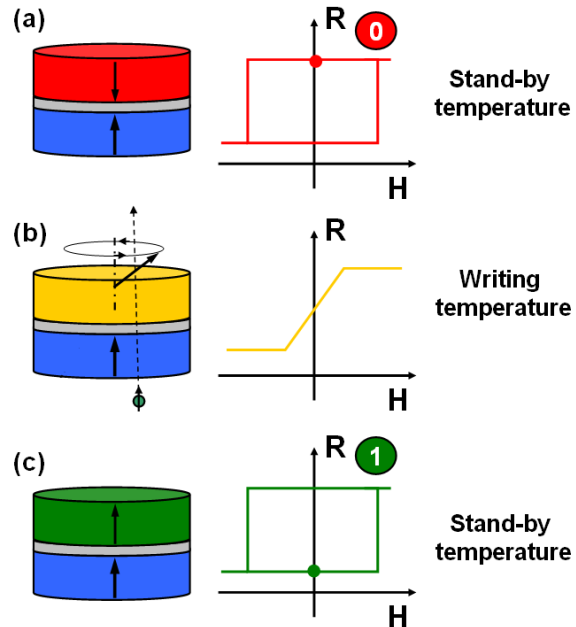 (a)
R
0
Stand-by
temperature
H
(b)
R
Writing
temperature
H
(c)
R
1
Stand-by
temperature
H